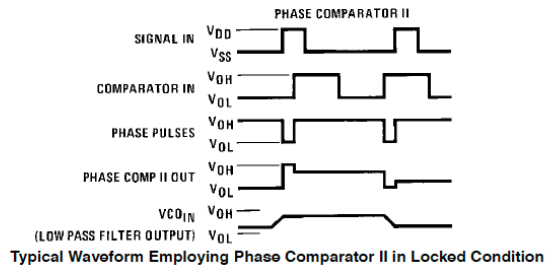 PHASE COMPARATOR II
SIGNAL IN
VDD
VSS
COMPARATOR IN
VOH
VOL
PHASE PULSES
VOH
VOL
PHASE COMP II OUT
VOH
VOL
VCOIN
(LOW PASS FILTER OUTPUT)
VOH
VOL
Typical Waveform Employing Phase Comparator II in Locked Condition